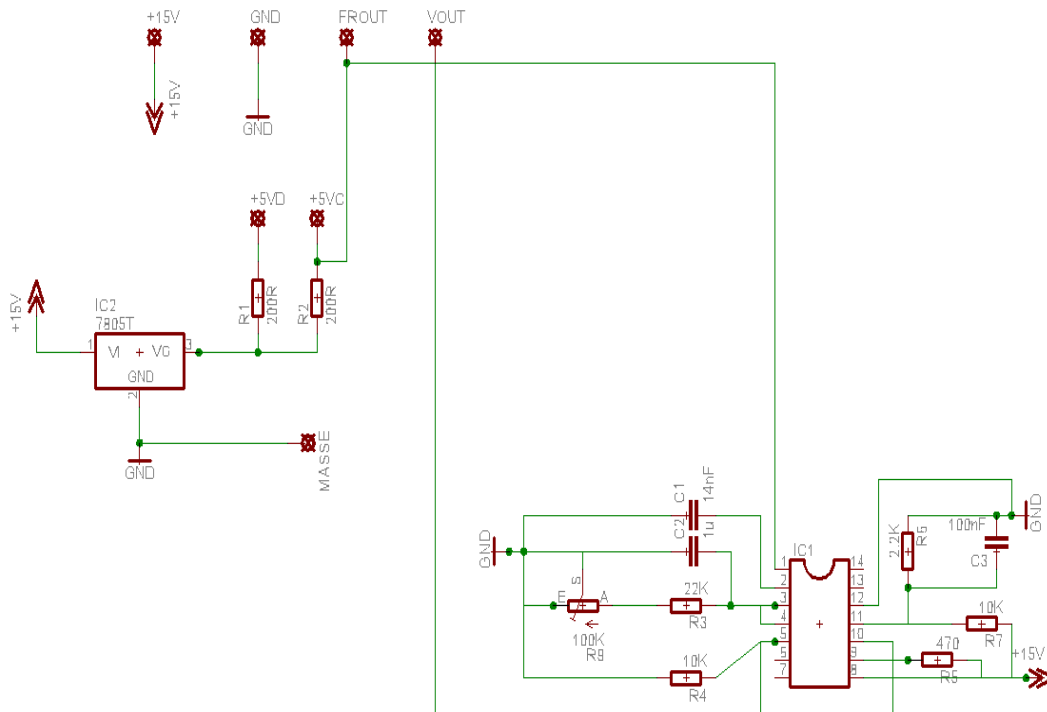 +15V
GND
FROUT
VOUT
+15V
GND
+5VD
+5VC
R1
200R
R2
200R
+15V
IC2
7805T
1
VI
VO
3
GND
2
GND
MASSE
C1
14nF
C2
1u
GND
S
E
A
100K
R9
22K
R3
10K
R4
IC1
1
2
3
4
5
6
7
14
13
12
11
10
9
8
2.2K
R6
100nF
C3
GND
10K
R7
470
R5
+15V